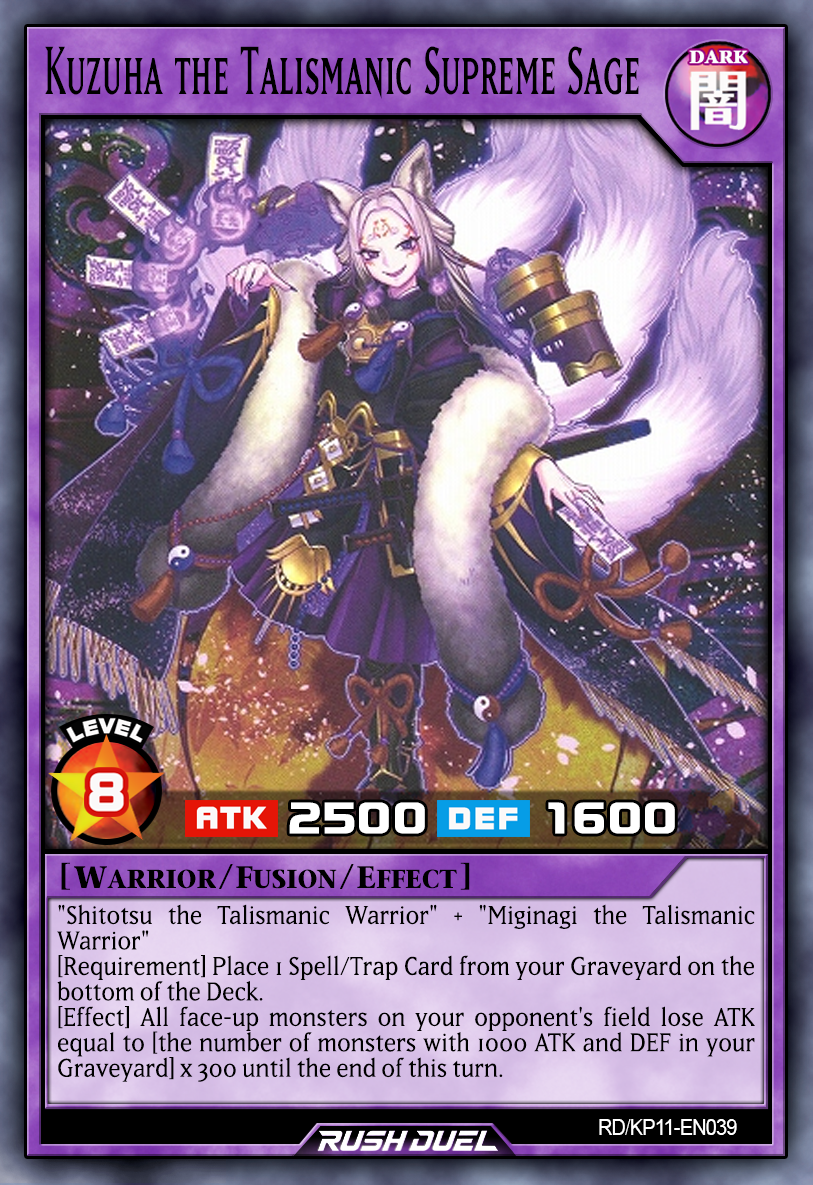 Kuzuha the Talismanic Supreme Sage
DARK
闇
LEVEL
8
ATK 2500 DEF 1600
[Warrior/Fusion/Effect]
"Shitotsu the Talismanic Warrior" + "Miginagi the Talismanic
Warrior"
[Requirement] Place 1 Spell/Trap Card from your Graveyard on the
bottom of the Deck.
[Effect] All face-up monsters on your opponent's field lose ATK
equal to [the number of monsters with 1000 ATK and DEF in your
Graveyard] x 300 until the end of this turn.
RD/KP11-EN039
RUSH DUEL